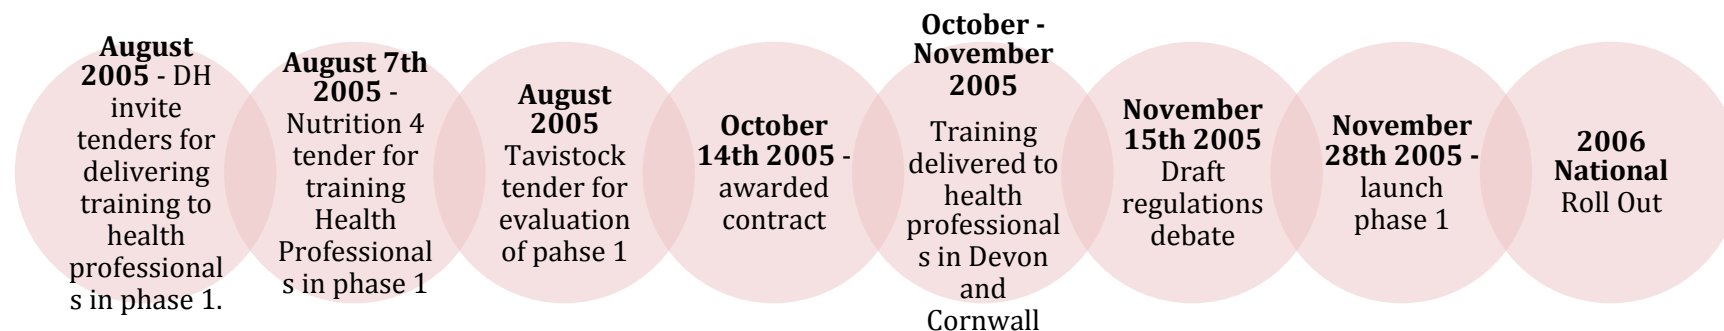 August
2005 - DH
invite
tenders for
delivering
training to
health
professional
s in phase 1.
August 7th
2005 -
Nutrition 4
tender for
training
Health
Professional
s in phase 1
August
2005
Tavistock
tender for
evaluation
of pahse 1
October
14th 2005 -
awarded
contract
October -
November
2005
Training
delivered to
health
professional
s in Devon
and
Cornwall
November
15th 2005
Draft
regulations
debate
November
28th 2005 -
launch
phase 1
2006
National
Roll Out